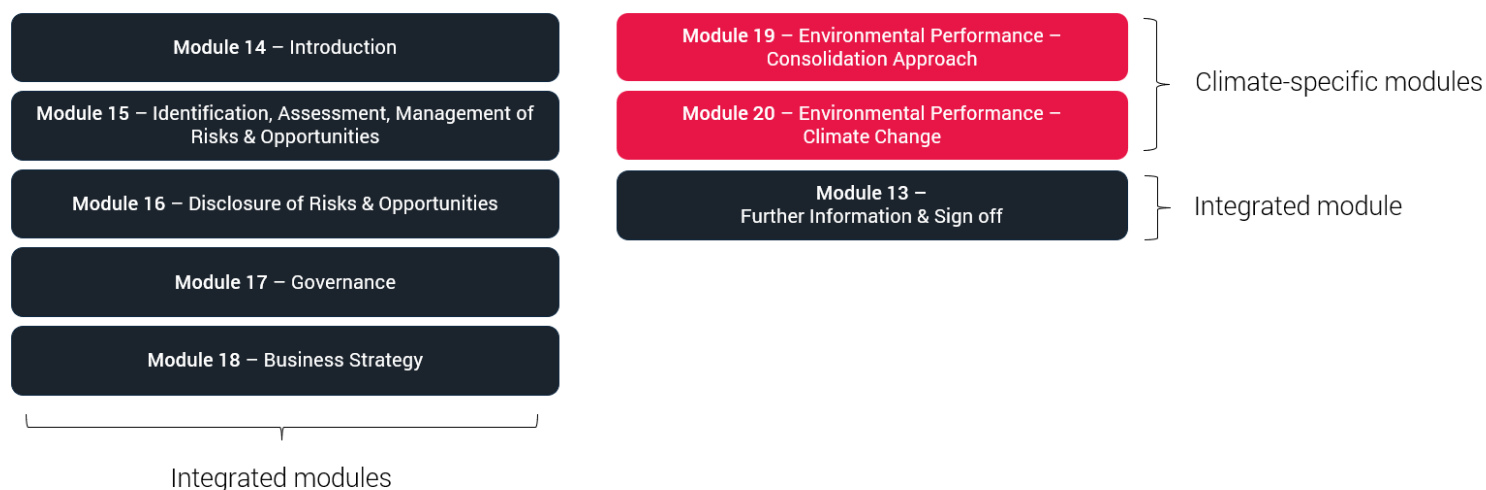 Module 14 – Introduction
Module 15 – Identification, Assessment, Management of
Risks & Opportunities
Module 16 – Disclosure of Risks & Opportunities
Module 17 – Governance
Module 18 – Business Strategy
Integrated modules
Module 19 – Environmental Performance –
Consolidation Approach
Module 20 – Environmental Performance –
Climate Change
Climate-specific modules
Module 13 –
Further Information & Sign off
Integrated module